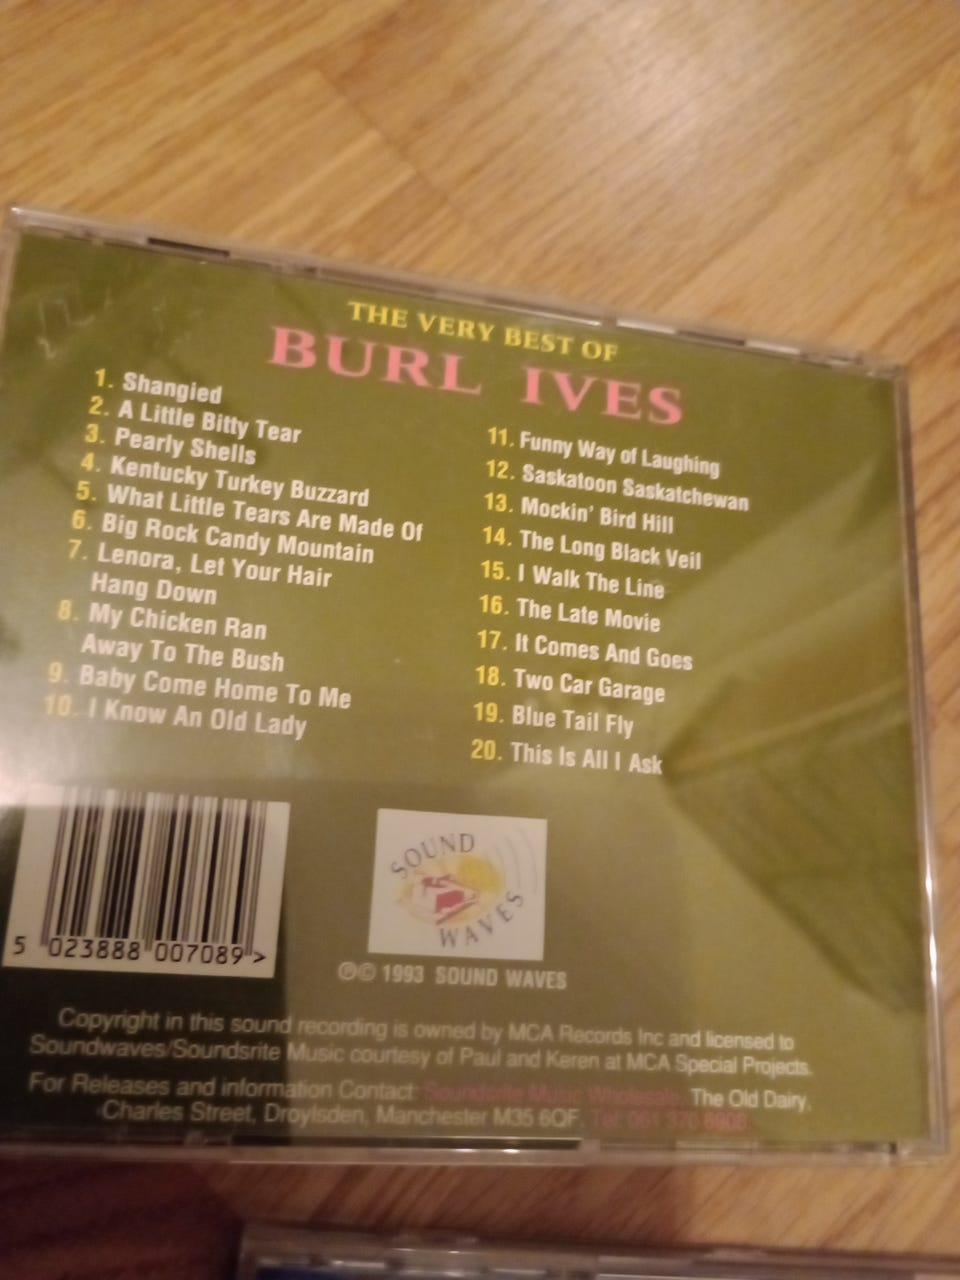 THE VERY BEST OF
BURL IVES
1. Shangied
2. A Little Bitty Tear
3. Pearly Shells
4. Kentucky Turkey Buzzard
5. What Little Tears Are Made Of
6. Big Rock Candy Mountain
7. Lenora, Let Your Hair
Hang Down
8. My Chicken Ran
Away To The Bush
9. Baby Come Home To Me
10. I Know An Old Lady
11. Funny Way of Laughing
12. Saskatoon Saskatchewan
13. Mockin' Bird Hill
14. The Long Black Veil
15. I Walk The Line
16. The Late Movie
17. It Comes And Goes
18. Two Car Garage
19. Blue Tail Fly
20. This Is All I Ask
5 023888 007089 >
SOUND
WAVES
℗© 1993 SOUND WAVES
Copyright in this sound recording is owned by MCA Records Inc and licensed to
Soundwaves/Soundsrite Music courtesy of Paul and Keren at MCA Special Projects.
For Releases and information Contact: Soundsrite Music Wholesale, The Old Dairy,
Charles Street, Droylsden, Manchester M35 6QF. Tel: 061 370